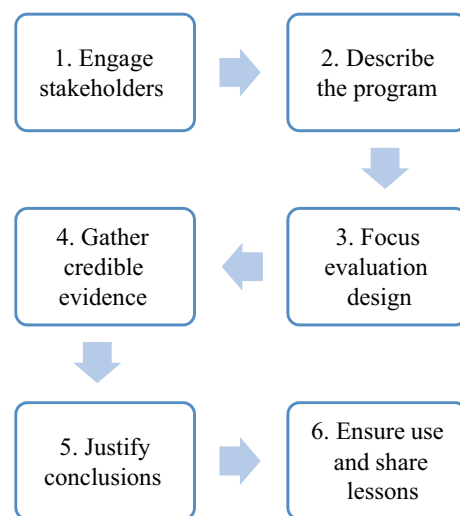 1. Engage
stakeholders
2. Describe
the program
3. Focus
evaluation
design
4. Gather
credible
evidence
5. Justify
conclusions
6. Ensure use
and share
lessons